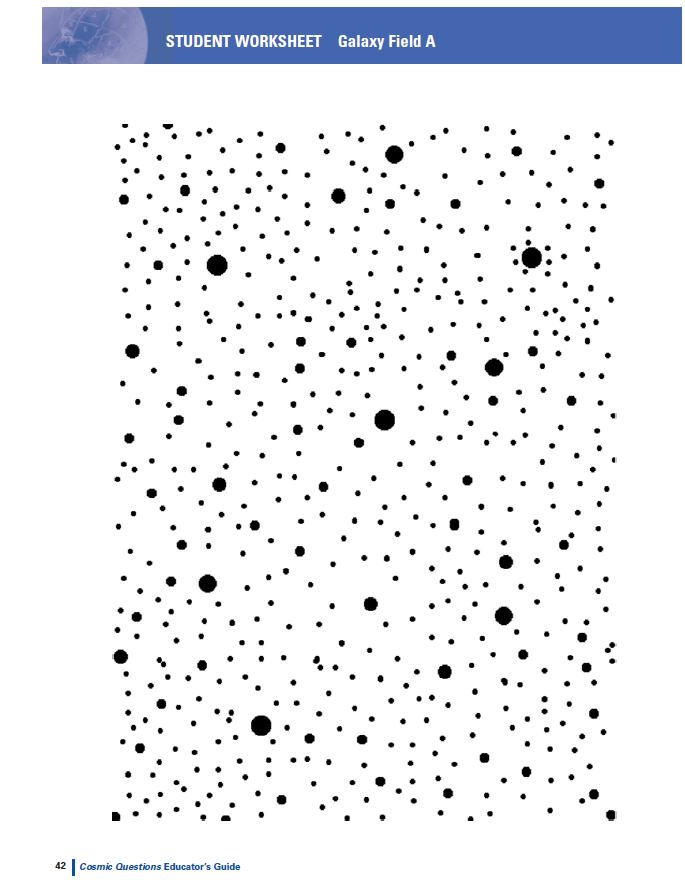 STUDENT WORKSHEET Galaxy Field A
42 Cosmic Questions Educator's Guide